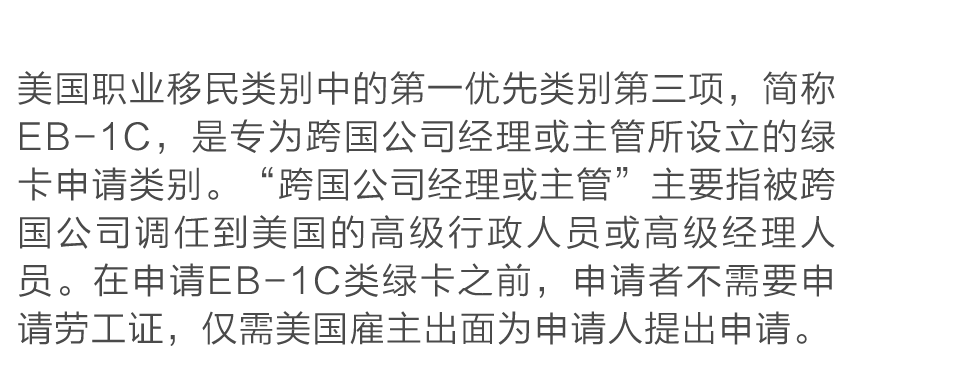 美国职业移民类别中的第一优先类别第三项，简称
EB-1C，是专为跨国公司经理或主管所设立的绿
卡申请类别。“跨国公司经理或主管”主要指被跨
国公司调任到美国的高级行政人员或高级经理人
员。在申请EB-1C类绿卡之前，申请者不需要申
请劳工证，仅需美国雇主出面为申请人提出申请。